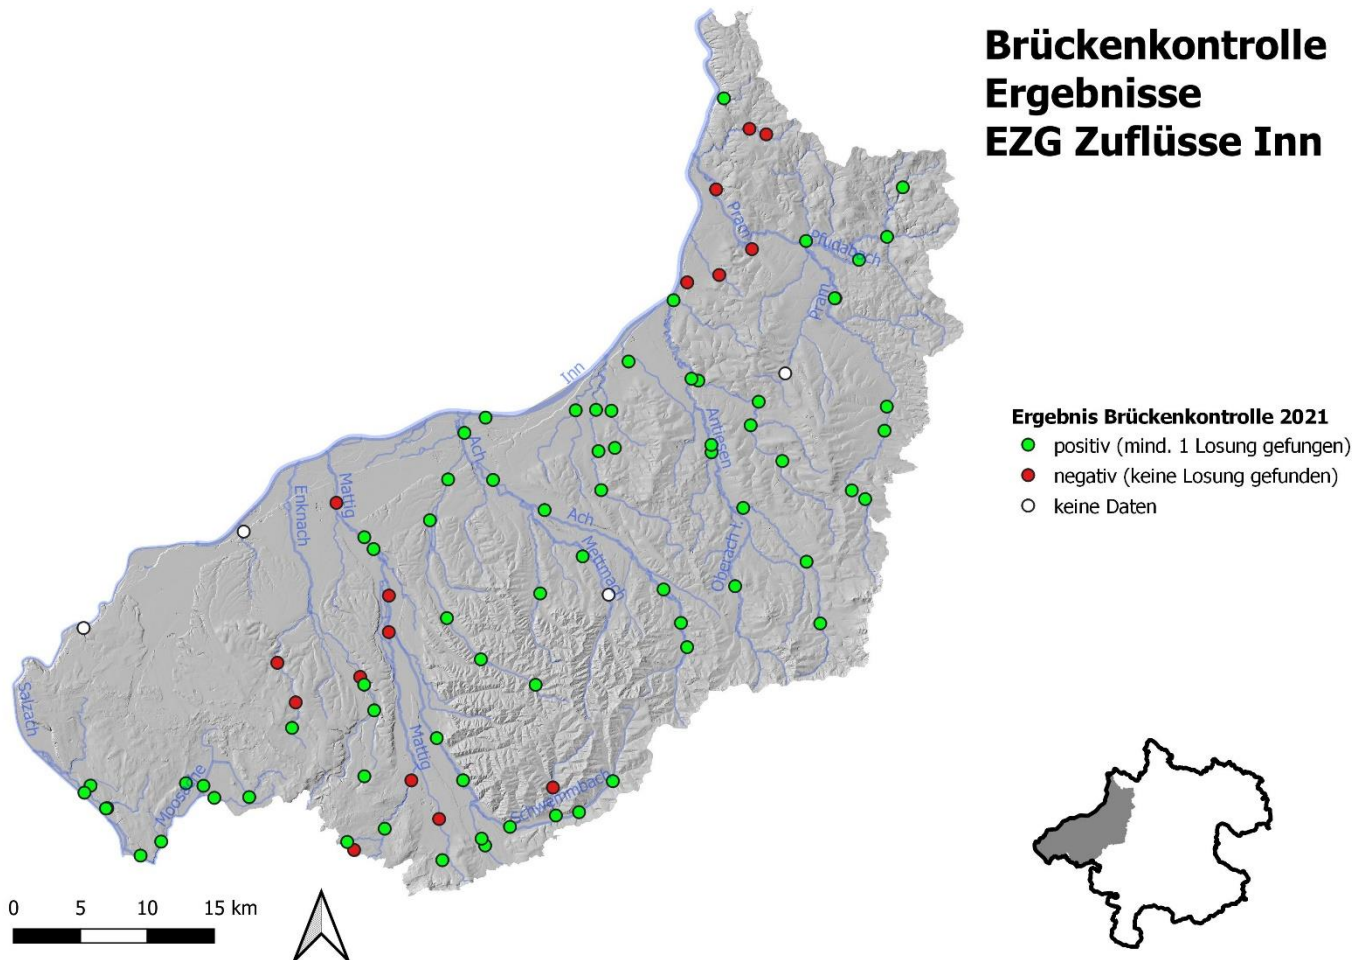 Brückenkontrolle
Ergebnisse
EZG Zuflüsse Inn
Pram
Pfudabach
Pram
Inn
Antiesen
Ach
Mattig
Enknach
Ach
Mettmach
Oberach l.
Salzach
Mattig
Moosache
Schwemmbach
Ergebnis Brückenkontrolle 2021
positiv (mind. 1 Losung gefungen)
negativ (keine Losung gefunden)
keine Daten
0 5 10 15 km